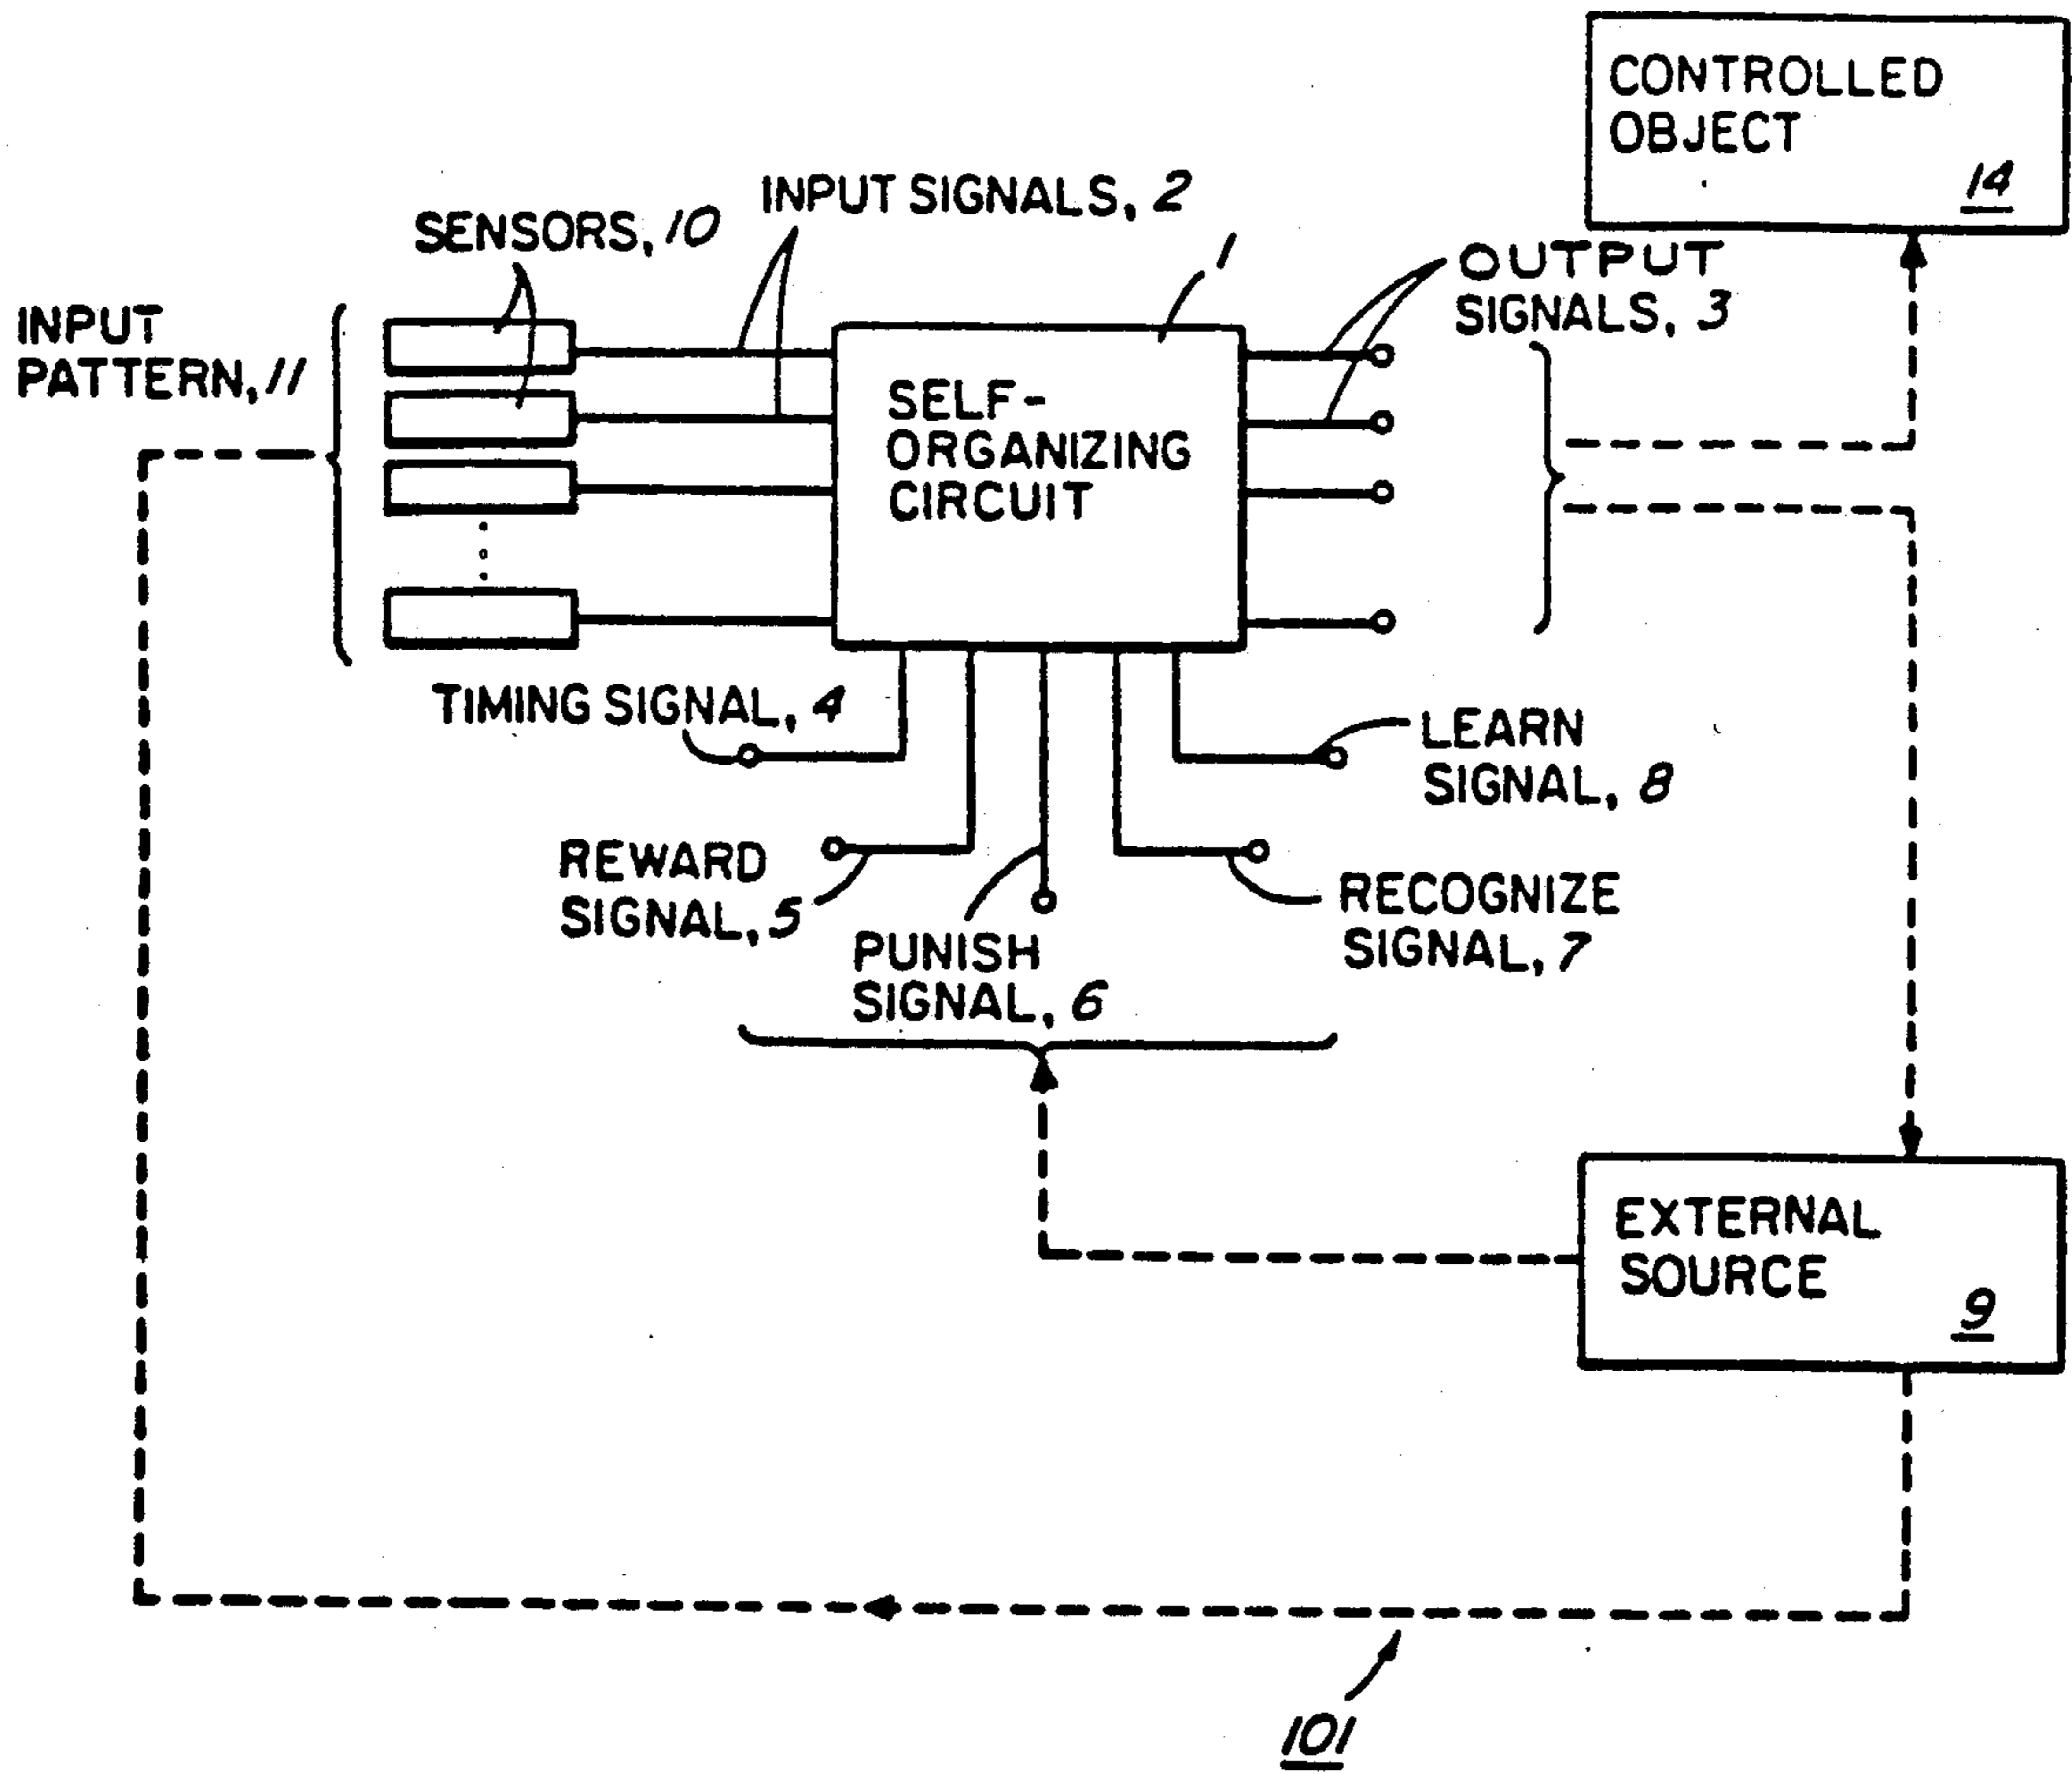 CONTROLLED
OBJECT
14
INPUT SIGNALS, 2
SENSORS, 10
1
OUTPUT
SIGNALS, 3
INPUT
PATTERN, 11
SELF-
ORGANIZING
CIRCUIT
TIMING SIGNAL, 4
LEARN
SIGNAL, 8
REWARD
SIGNAL, 5
RECOGNIZE
SIGNAL, 7
PUNISH
SIGNAL, 6
EXTERNAL
SOURCE
9
101